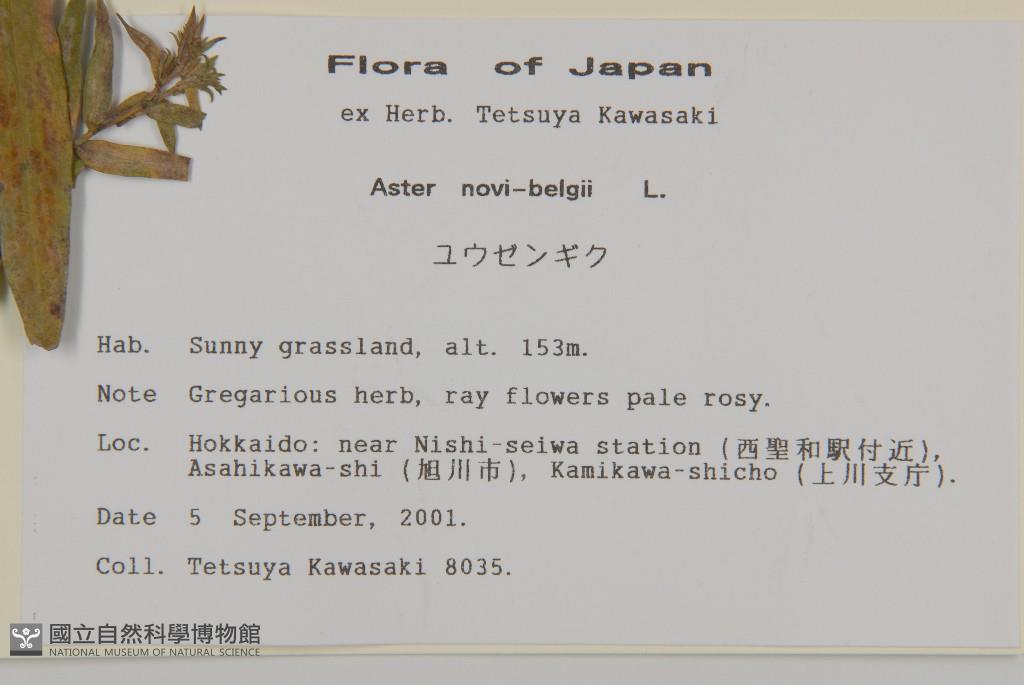 Flora of Japan
ex Herb. Tetsuya Kawasaki
Aster novi-belgii L.
ユウゼンギク
Hab. Sunny grassland, alt. 153m.
Note Gregarious herb, ray flowers pale rosy.
Loc. Hokkaido: near Nishi-seiwa station (西聖和駅付近),
Asahikawa-shi (旭川市), Kamikawa-shicho (上川支庁).
Date 5 September, 2001.
Coll. Tetsuya Kawasaki 8035.
國立自然科學博物館
NATIONAL MUSEUM OF NATURAL SCIENCE